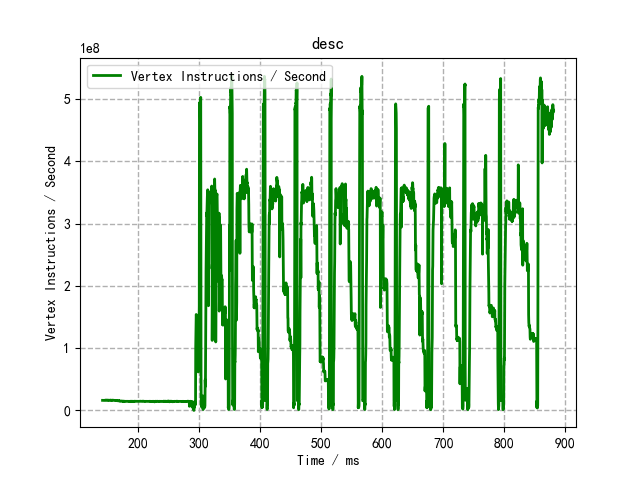 desc
1e8
Vertex Instructions / Second
5
4
3
2
1
0
Vertex Instructions / Second
200 300 400 500 600 700 800 900
Time / ms